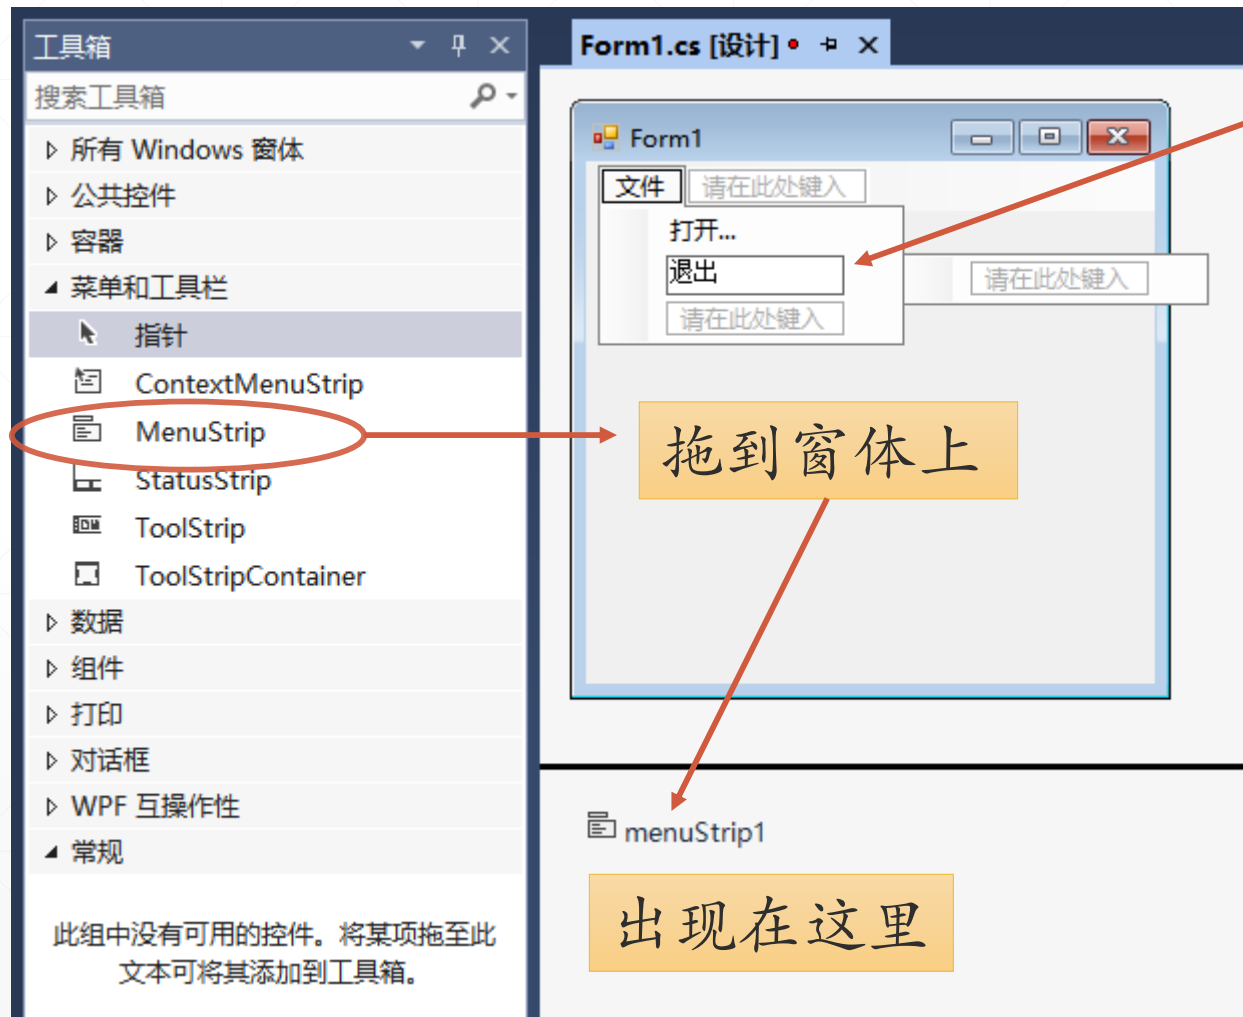 工具箱
搜索工具箱
所有 Windows 窗体
公共控件
容器
菜单和工具栏
指针
ContextMenuStrip
MenuStrip
StatusStrip
ToolStrip
ToolStripContainer
数据
组件
打印
对话框
WPF 互操作性
常规
此组中没有可用的控件。将某项拖至此
文本可将其添加到工具箱。
Form1.cs [设计]
Form1
文件 请在此处键入
打开...
退出
请在此处键入
请在此处键入
拖到窗体上
menuStrip1
出现在这里